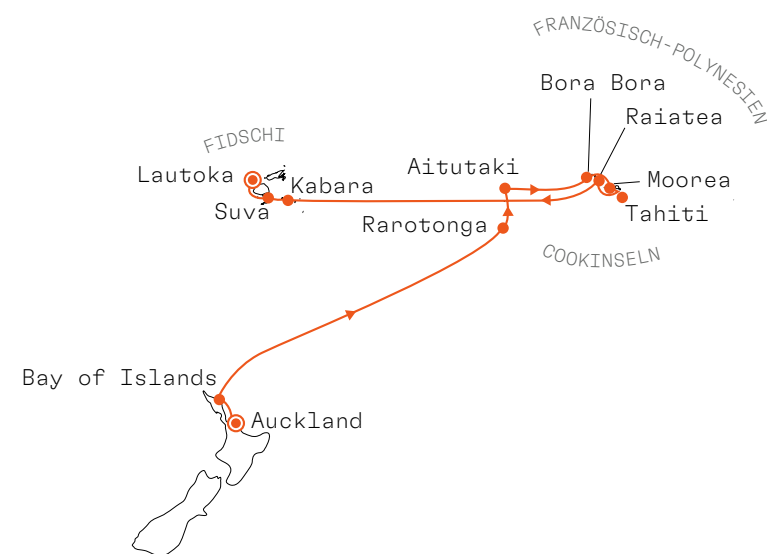 FRANZÖSISCH-POLYNESIEN
Bora Bora
Raiatea
FIDSCHI
Aitutaki
Lautoka
Kabara
Moorea
Suva
Tahiti
Rarotonga
COOKINSELN
Bay of Islands
Auckland